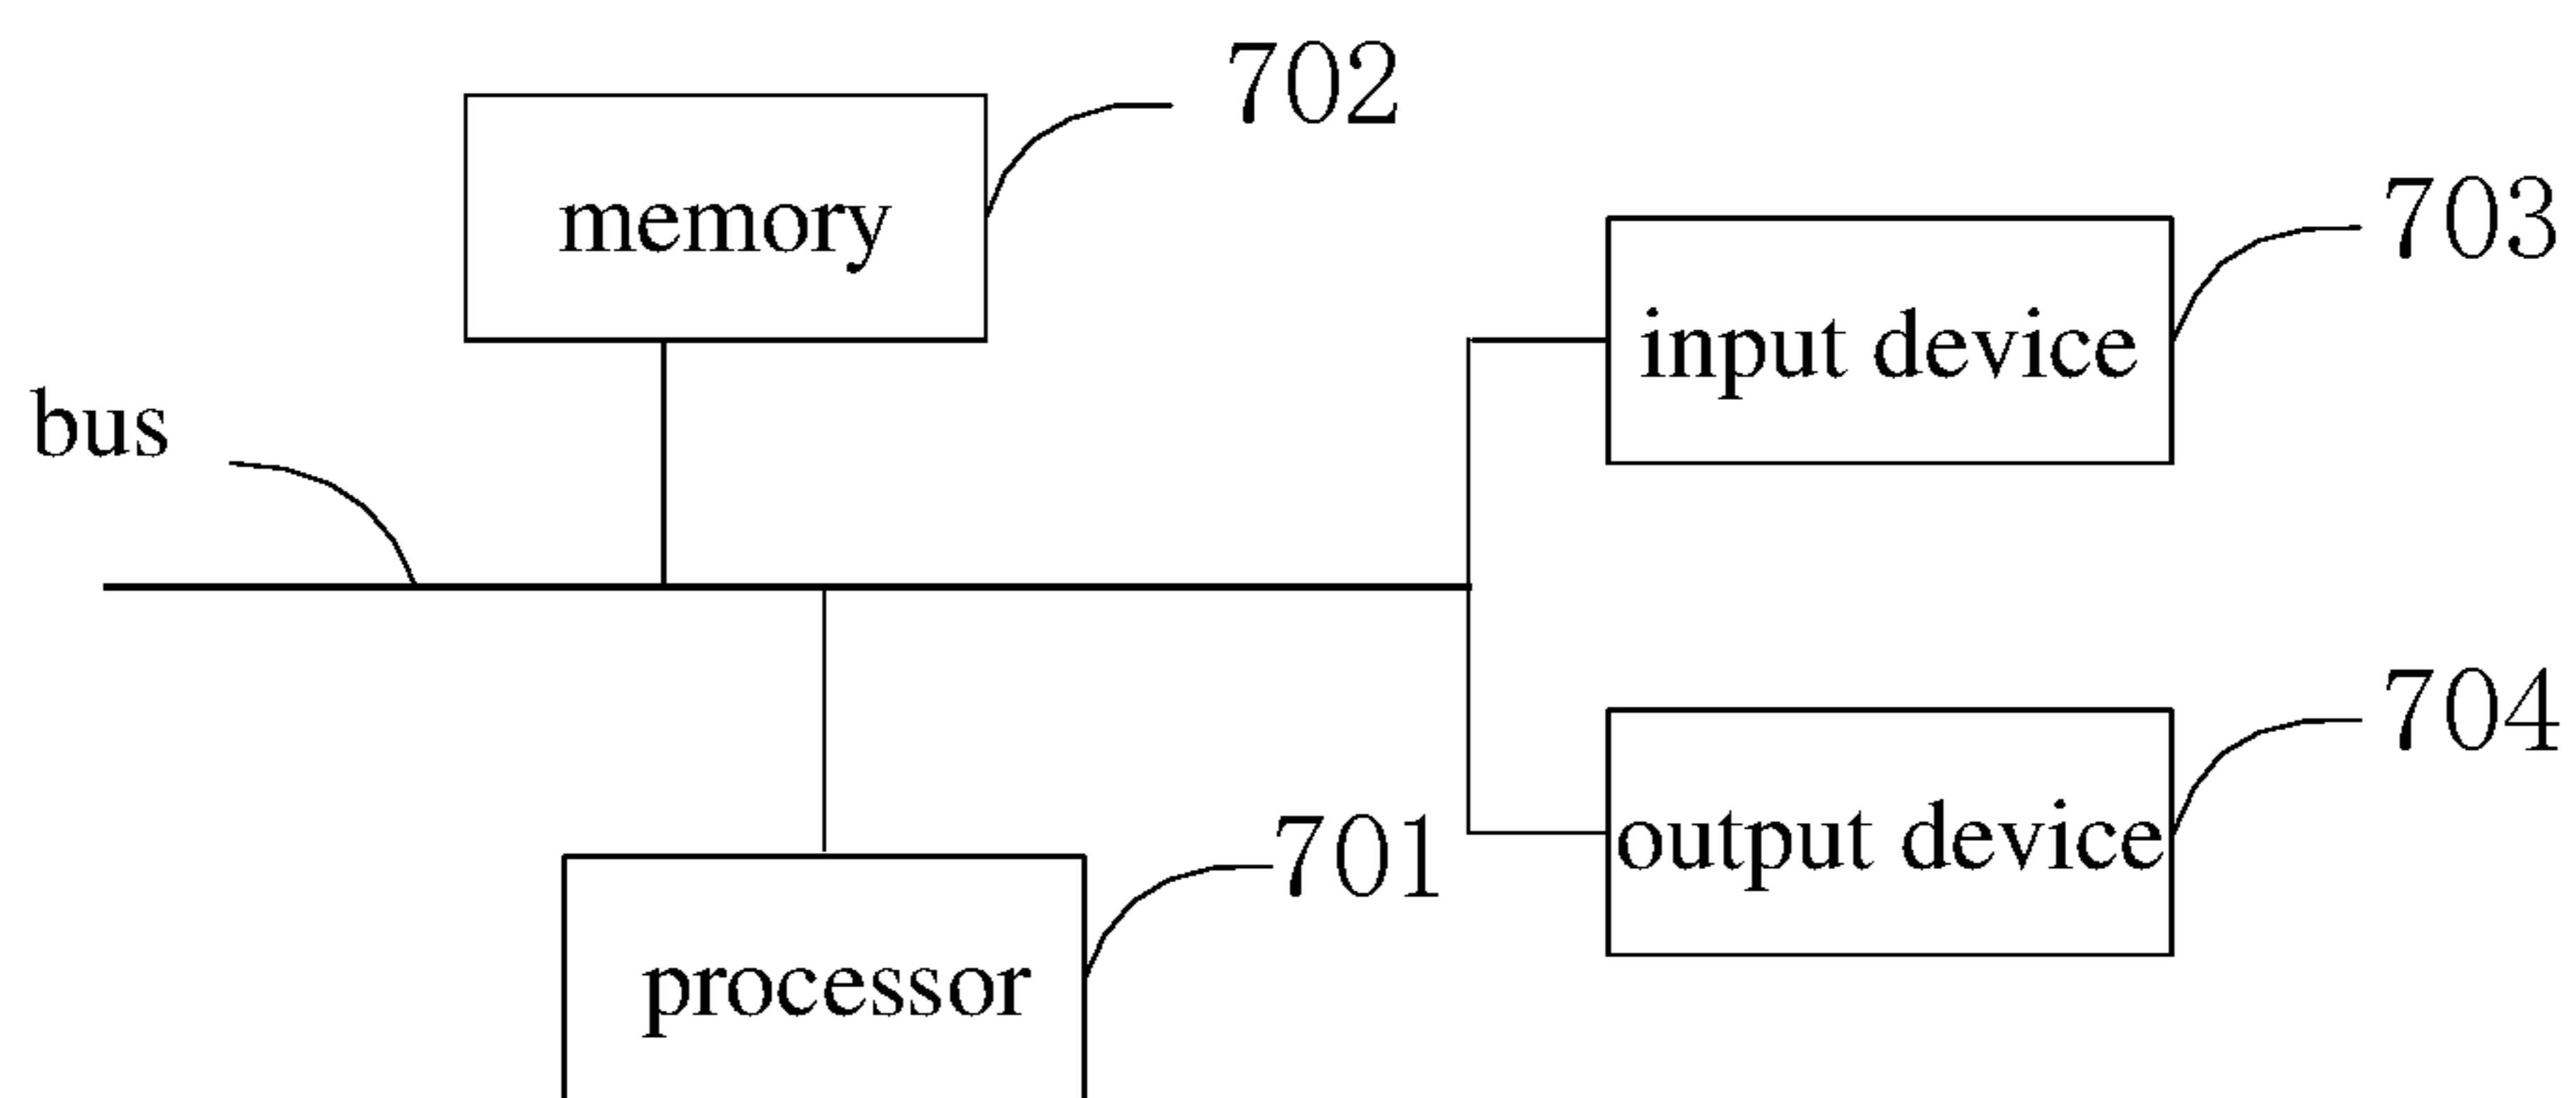 702
memory
703
input device
bus
704
output device
701
processor